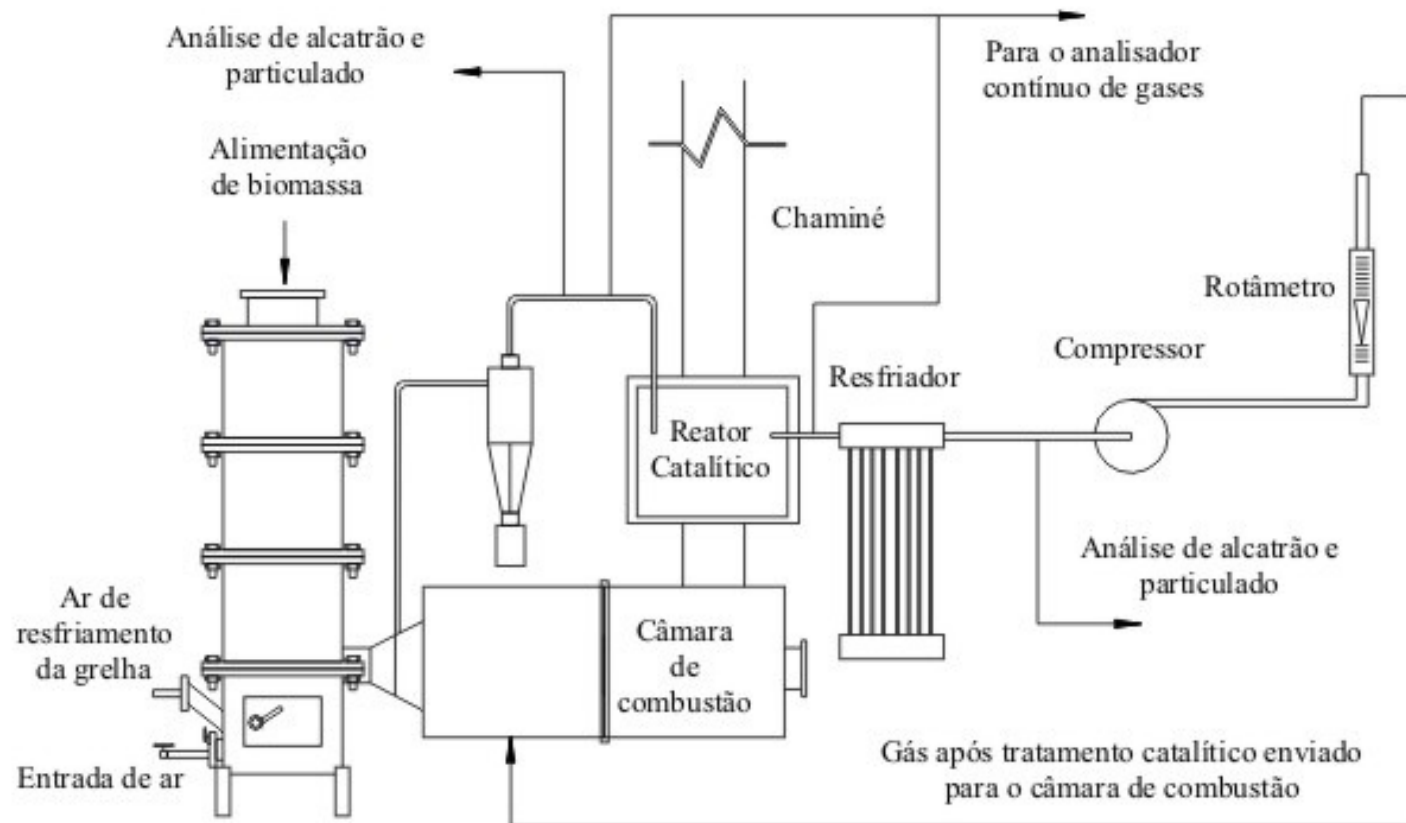 Análise de alcatrão e
particulado
Para o analisador
contínuo de gases
Alimentação
de biomassa
Chaminé
Rotâmetro
Compressor
Resfriador
Reator
Catalítico
Análise de alcatrão e
particulado
Ar de
resfriamento
da grelha
Câmara
de
combustão
Entrada de ar
Gás após tratamento catalítico enviado
para o câmara de combustão